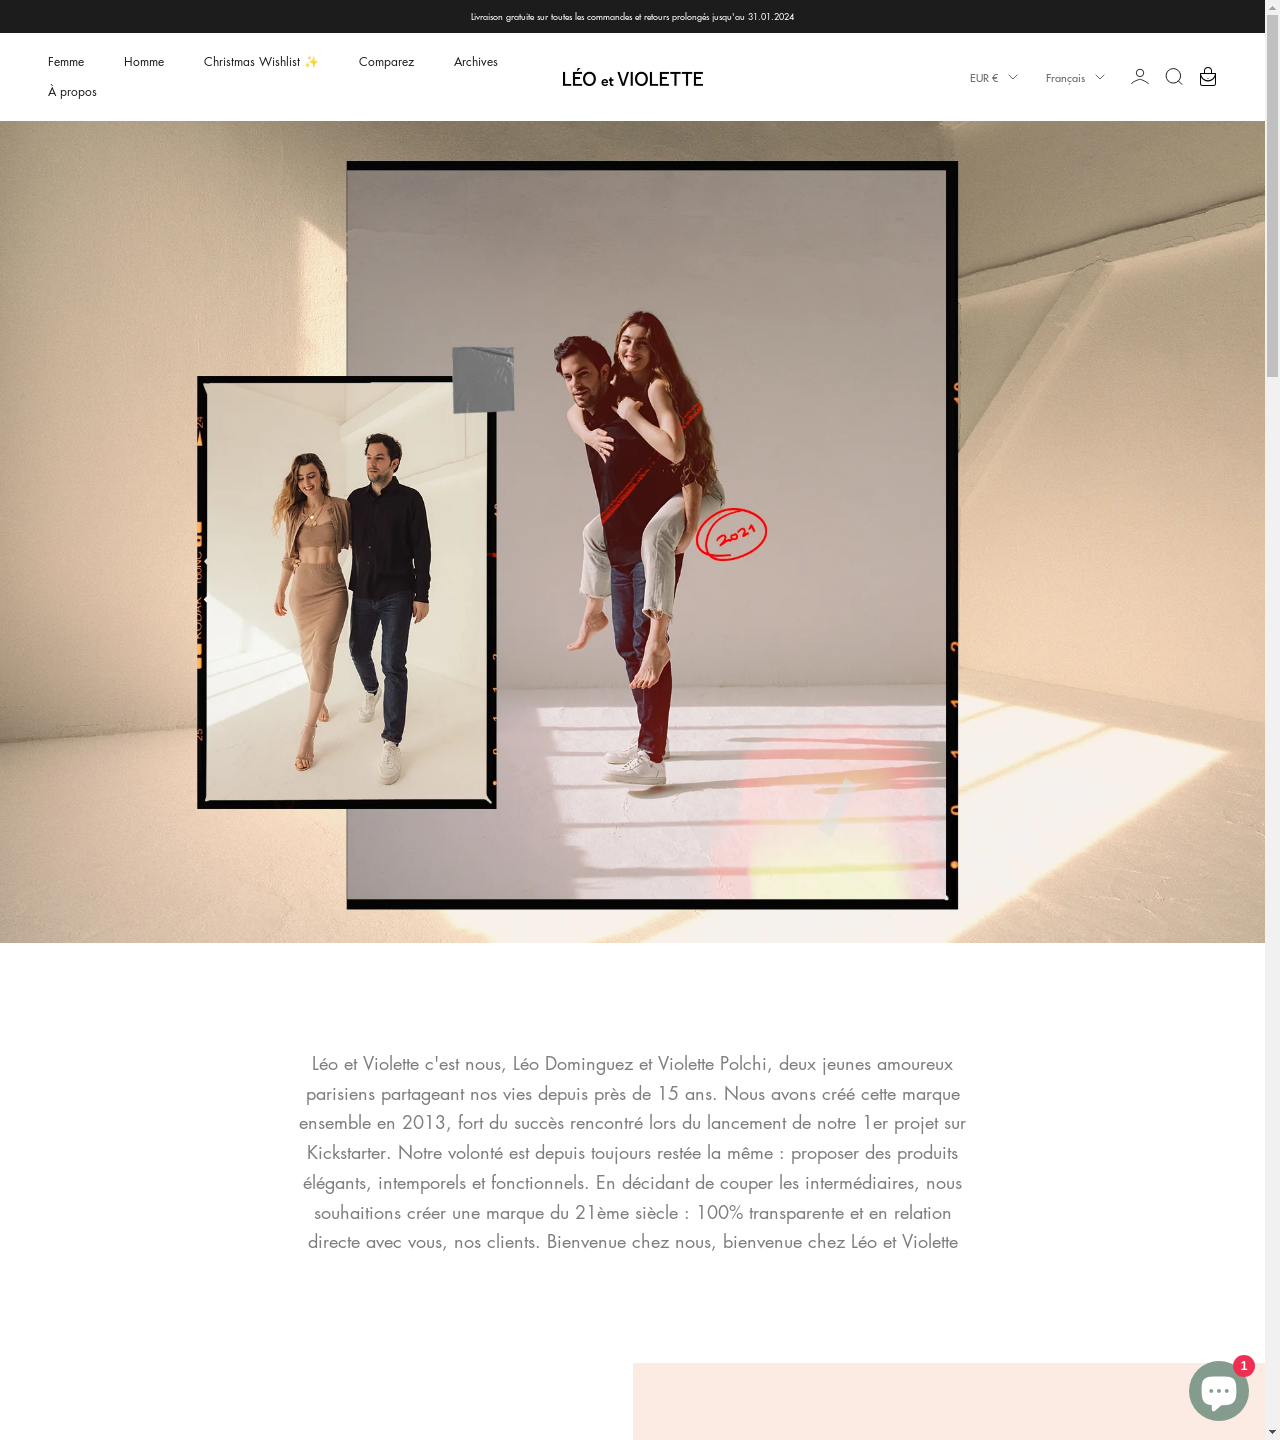 Livraison gratuite sur toutes les commandes et retours prolongés jusqu'au 31.01.2024
Femme
Homme
Christmas Wishlist ✨
Comparez
Archives
À propos
LÉO et VIOLETTE
EUR €
Français
24
160NC
KODAK
25
2021
Léo et Violette c'est nous, Léo Dominguez et Violette Polchi, deux jeunes amoureux
parisiens partageant nos vies depuis près de 15 ans. Nous avons créé cette marque
ensemble en 2013, fort du succès rencontré lors du lancement de notre 1er projet sur
Kickstarter. Notre volonté est depuis toujours restée la même : proposer des produits
élégants, intemporels et fonctionnels. En décidant de couper les intermédiaires, nous
souhaitions créer une marque du 21ème siècle : 100% transparente et en relation
directe avec vous, nos clients. Bienvenue chez nous, bienvenue chez Léo et Violette
1